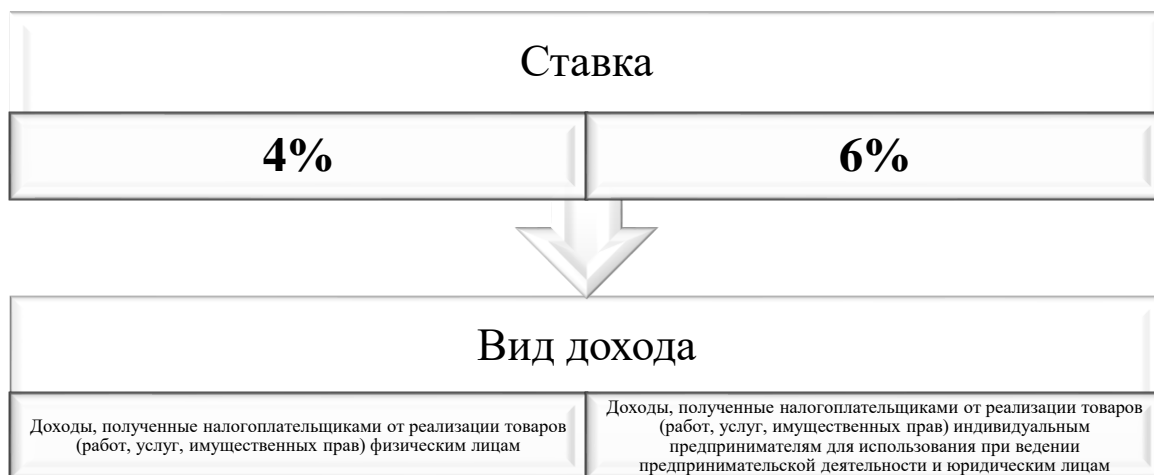 Ставка
4%
6%
Вид дохода
Доходы, полученные налогоплательщиками от реализации товаров
(работ, услуг, имущественных прав) физическим лицам
Доходы, полученные налогоплательщиками от реализации товаров
(работ, услуг, имущественных прав) индивидуальным
предпринимателям для использования при ведении
предпринимательской деятельности и юридическим лицам